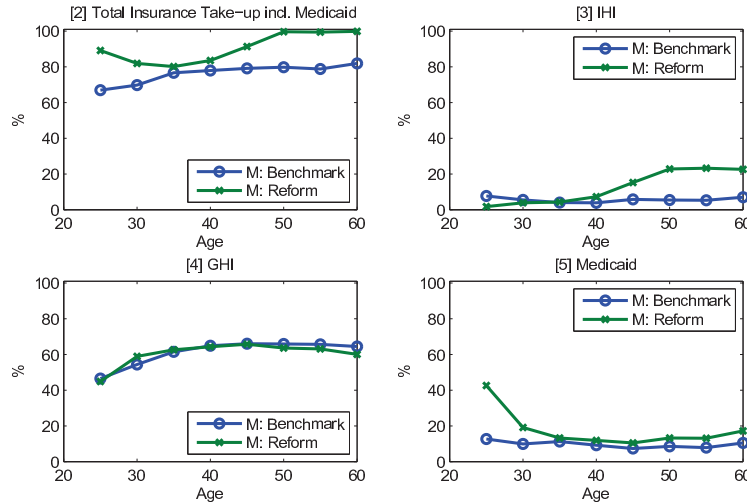 [2] Total Insurance Take-up incl. Medicaid
100
80
60
40
20
0
%
20 30 40 50 60
Age
M: Benchmark
M: Reform
[3] IHI
100
80
60
40
20
0
%
20 30 40 50 60
Age
M: Benchmark
M: Reform
[4] GHI
100
80
60
40
20
0
%
20 30 40 50 60
Age
M: Benchmark
M: Reform
[5] Medicaid
100
80
60
40
20
0
%
20 30 40 50 60
Age
M: Benchmark
M: Reform